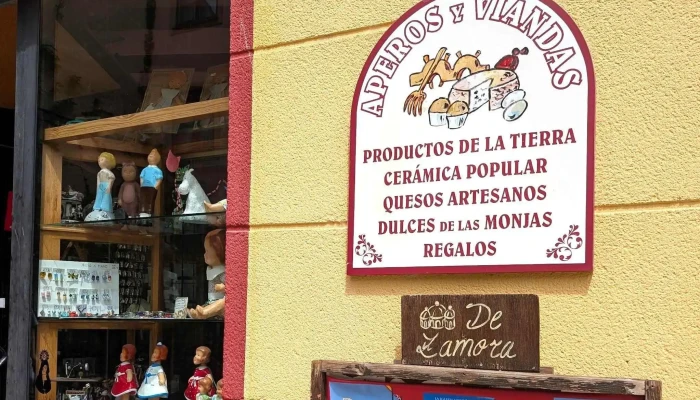 APEROS Y VIANDAS
PRODUCTOS DE LA TIERRA
CERÁMICA POPULAR
QUESOS ARTESANOS
DULCES DE LAS MONJAS
REGALOS
De
Zamora